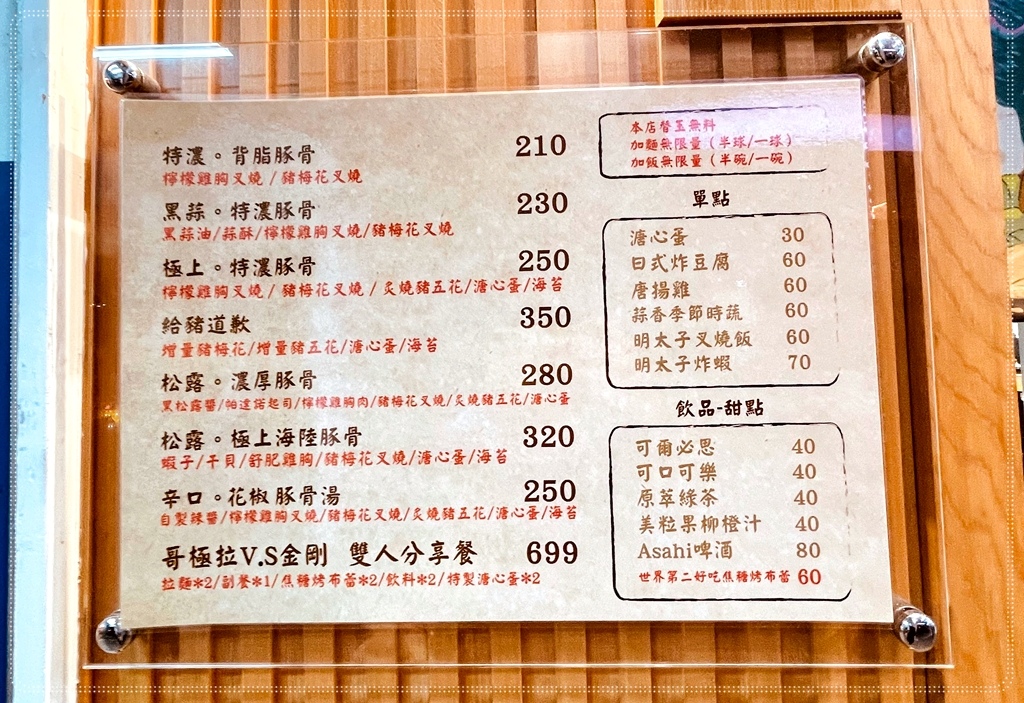 特濃。背脂豚骨 210
檸檬雞胸叉燒/豬梅花叉燒
黑蒜。特濃豚骨 230
黑蒜油/蒜酥/檸檬雞胸叉燒/豬梅花叉燒
極上。特濃豚骨 250
檸檬雞胸叉燒/豬梅花叉燒/炙燒豬五花/溏心蛋/海苔
給豬道歉 350
增量豬梅花/增量豬五花/溏心蛋/海苔
松露。濃厚豚骨 280
黑松露醬/帕達諾起司/檸檬雞胸肉/豬梅花叉燒/炙燒豬五花/溏心蛋
松露。極上海陸豚骨 320
蝦子/干貝/舒肥雞胸/豬梅花叉燒/溏心蛋/海苔
辛口。花椒豚骨湯 250
自製辣醬/檸檬雞胸叉燒/豬梅花叉燒/炙燒豬五花/溏心蛋/海苔
哥極拉V.S金剛 雙人分享餐 699
拉麵*2/副餐*1/焦糖烤布蕾*2/飲料*2/特製溏心蛋*2
本店替玉無料
加麵無限量(半球/一球)
加飯無限量(半碗/一碗)
單點
溏心蛋 30
日式炸豆腐 60
唐揚雞 60
蒜香季節時蔬 60
明太子叉燒飯 60
明太子炸蝦 70
飲品-甜點
可爾必思 40
可口可樂 40
原萃綠茶 40
美粒果柳橙汁 40
Asahi啤酒 80
世界第二好吃焦糖烤布蕾 60